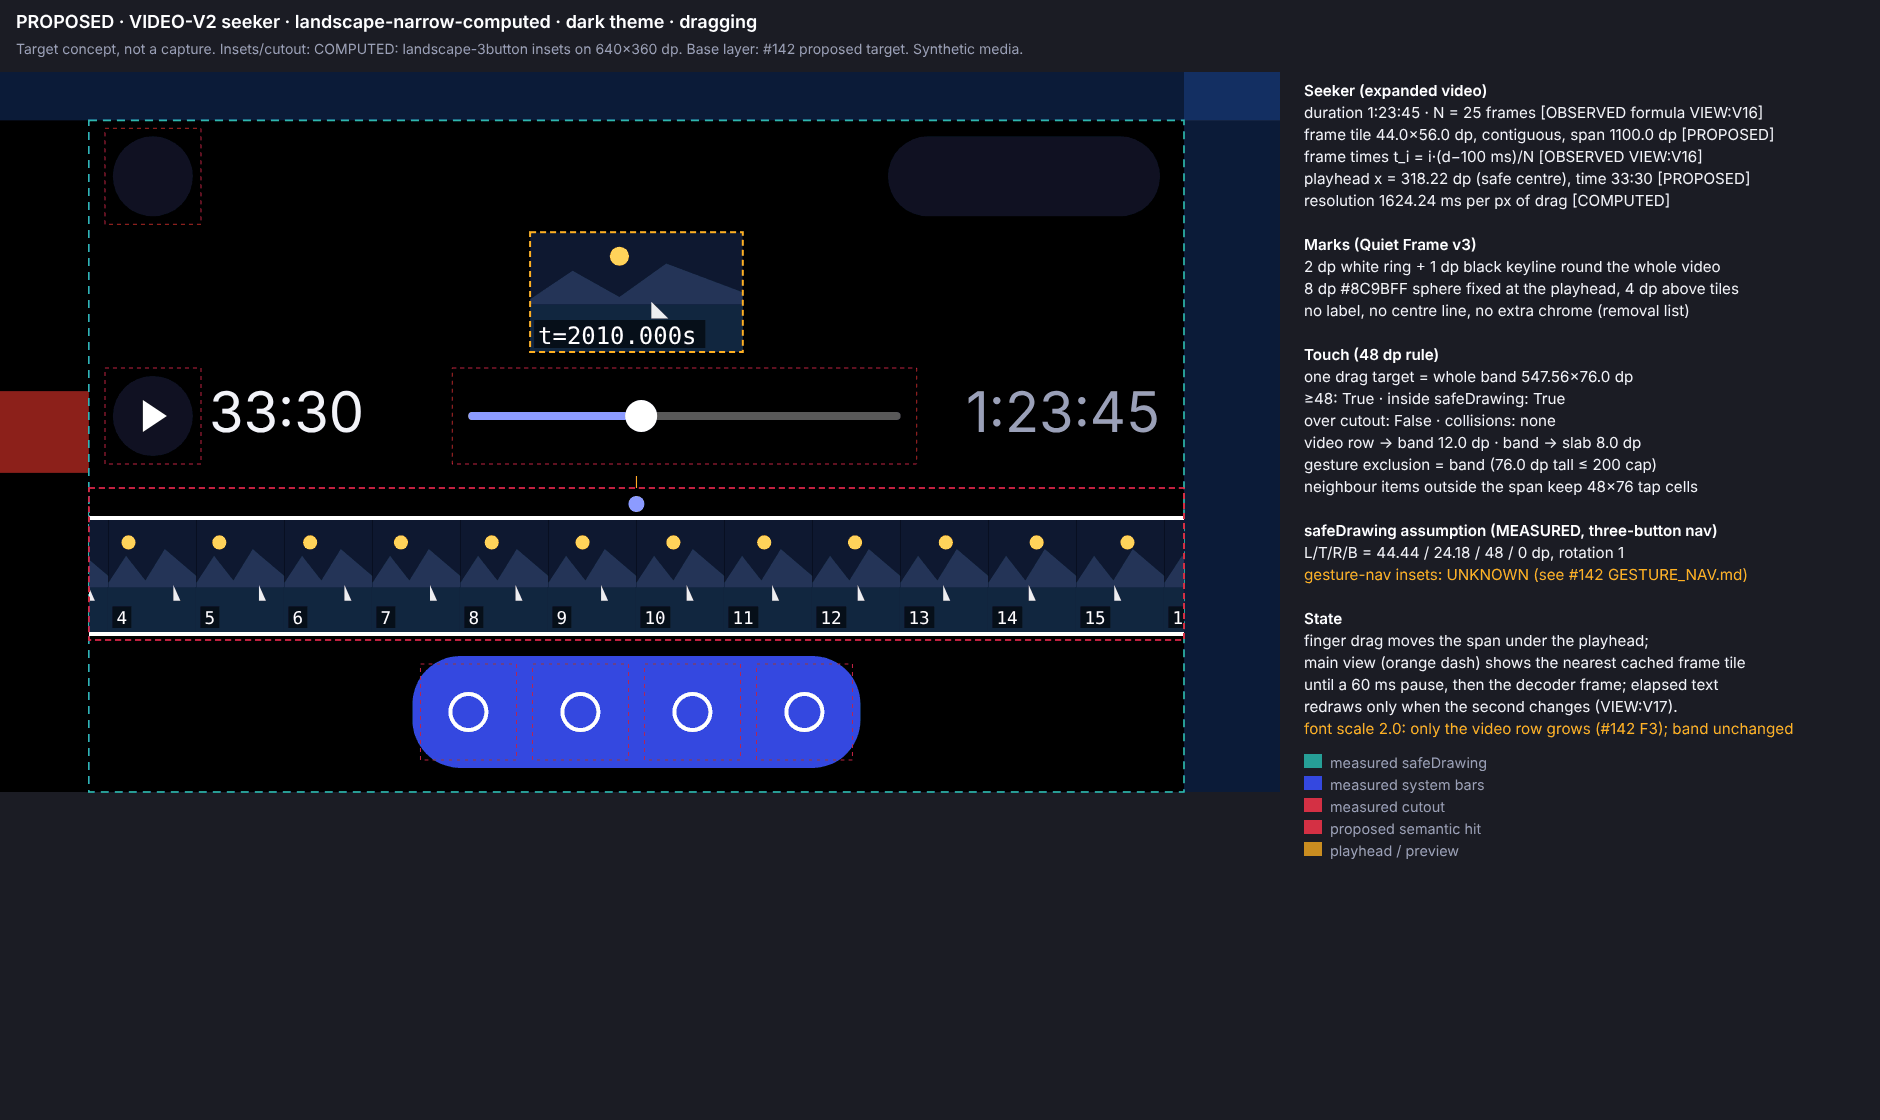 PROPOSED · VIDEO-V2 seeker · landscape-narrow-computed · dark theme · dragging
Target concept, not a capture. Insets/cutout: COMPUTED: landscape-3button insets on 640×360 dp. Base layer: #142 proposed target. Synthetic media.
t=2010.000s
33:30
1:23:45
4 5 6 7 8 9 10 11 12 13 14 15 1
Seeker (expanded video)
duration 1:23:45 · N = 25 frames [OBSERVED formula VIEW:V16]
frame tile 44.0×56.0 dp, contiguous, span 1100.0 dp [PROPOSED]
frame times t_i = i·(d−100 ms)/N [OBSERVED VIEW:V16]
playhead x = 318.22 dp (safe centre), time 33:30 [PROPOSED]
resolution 1624.24 ms per px of drag [COMPUTED]
Marks (Quiet Frame v3)
2 dp white ring + 1 dp black keyline round the whole video
8 dp #8C9BFF sphere fixed at the playhead, 4 dp above tiles
no label, no centre line, no extra chrome (removal list)
Touch (48 dp rule)
one drag target = whole band 547.56×76.0 dp
≥48: True · inside safeDrawing: True
over cutout: False · collisions: none
video row → band 12.0 dp · band → slab 8.0 dp
gesture exclusion = band (76.0 dp tall ≤ 200 cap)
neighbour items outside the span keep 48×76 tap cells
safeDrawing assumption (MEASURED, three-button nav)
L/T/R/B = 44.44 / 24.18 / 48 / 0 dp, rotation 1
gesture-nav insets: UNKNOWN (see #142 GESTURE_NAV.md)
State
finger drag moves the span under the playhead;
main view (orange dash) shows the nearest cached frame tile
until a 60 ms pause, then the decoder frame; elapsed text
redraws only when the second changes (VIEW:V17).
font scale 2.0: only the video row grows (#142 F3); band unchanged
measured safeDrawing
measured system bars
measured cutout
proposed semantic hit
playhead / preview